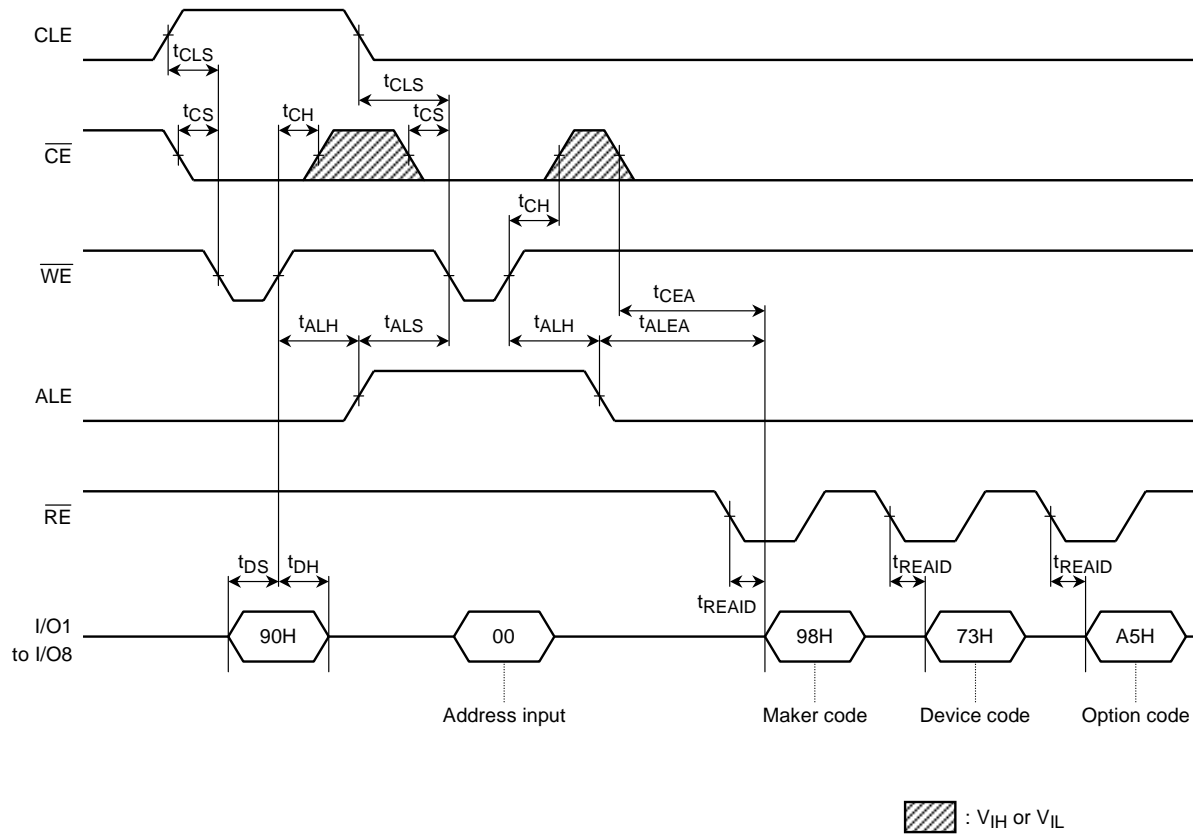 CLE
tCLS
tCLS
tCS
tCH
tCS
CE
tCH
WE
tCEA
tALH
tALS
tALH
tALEA
ALE
RE
tDS
tDH
tREAID
tREAID
tREAID
I/O1
to I/O8
90H
00
98H
73H
A5H
Address input
Maker code
Device code
Option code
: VIH or VIL